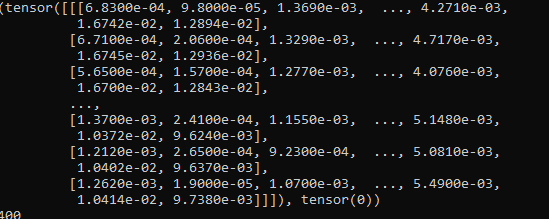 (tensor([[[6.8300e-04, 9.8000e-05, 1.3690e-03,  ..., 4.2710e-03,
          1.6742e-02, 1.2894e-02],
         [6.7100e-04, 2.0600e-04, 1.3290e-03,  ..., 4.7170e-03,
          1.6745e-02, 1.2936e-02],
         [5.6500e-04, 1.5700e-04, 1.2770e-03,  ..., 4.0760e-03,
          1.6700e-02, 1.2843e-02],
         ...,
         [1.3700e-03, 2.4100e-04, 1.1550e-03,  ..., 5.1480e-03,
          1.0372e-02, 9.6240e-03],
         [1.2120e-03, 2.6500e-04, 9.2300e-04,  ..., 5.0810e-03,
          1.0402e-02, 9.6370e-03],
         [1.2620e-03, 1.9000e-05, 1.0700e-03,  ..., 5.4900e-03,
          1.0414e-02, 9.7380e-03]]]), tensor(0))
400